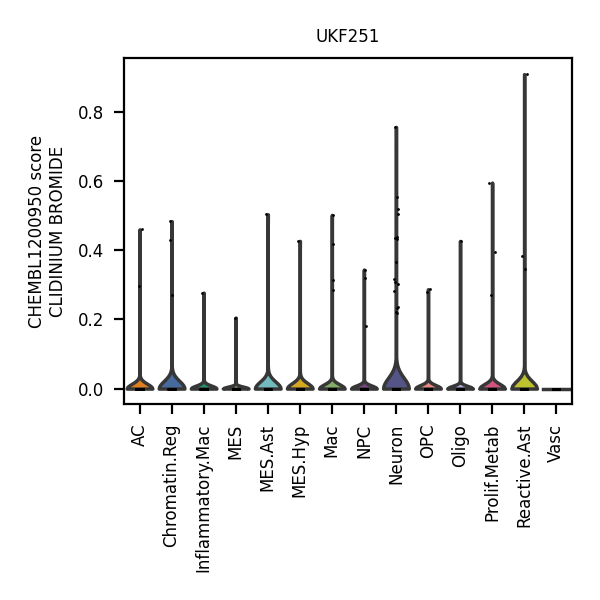 UKF251
CHEMBL1200950 score
CLIDINIUM BROMIDE
0.8
0.6
0.4
0.2
0.0
AC
Chromatin.Reg
Inflammatory.Mac
MES
MES.Ast
MES.Hyp
Mac
NPC
Neuron
OPC
Oligo
Prolif.Metab
Reactive.Ast
Vasc